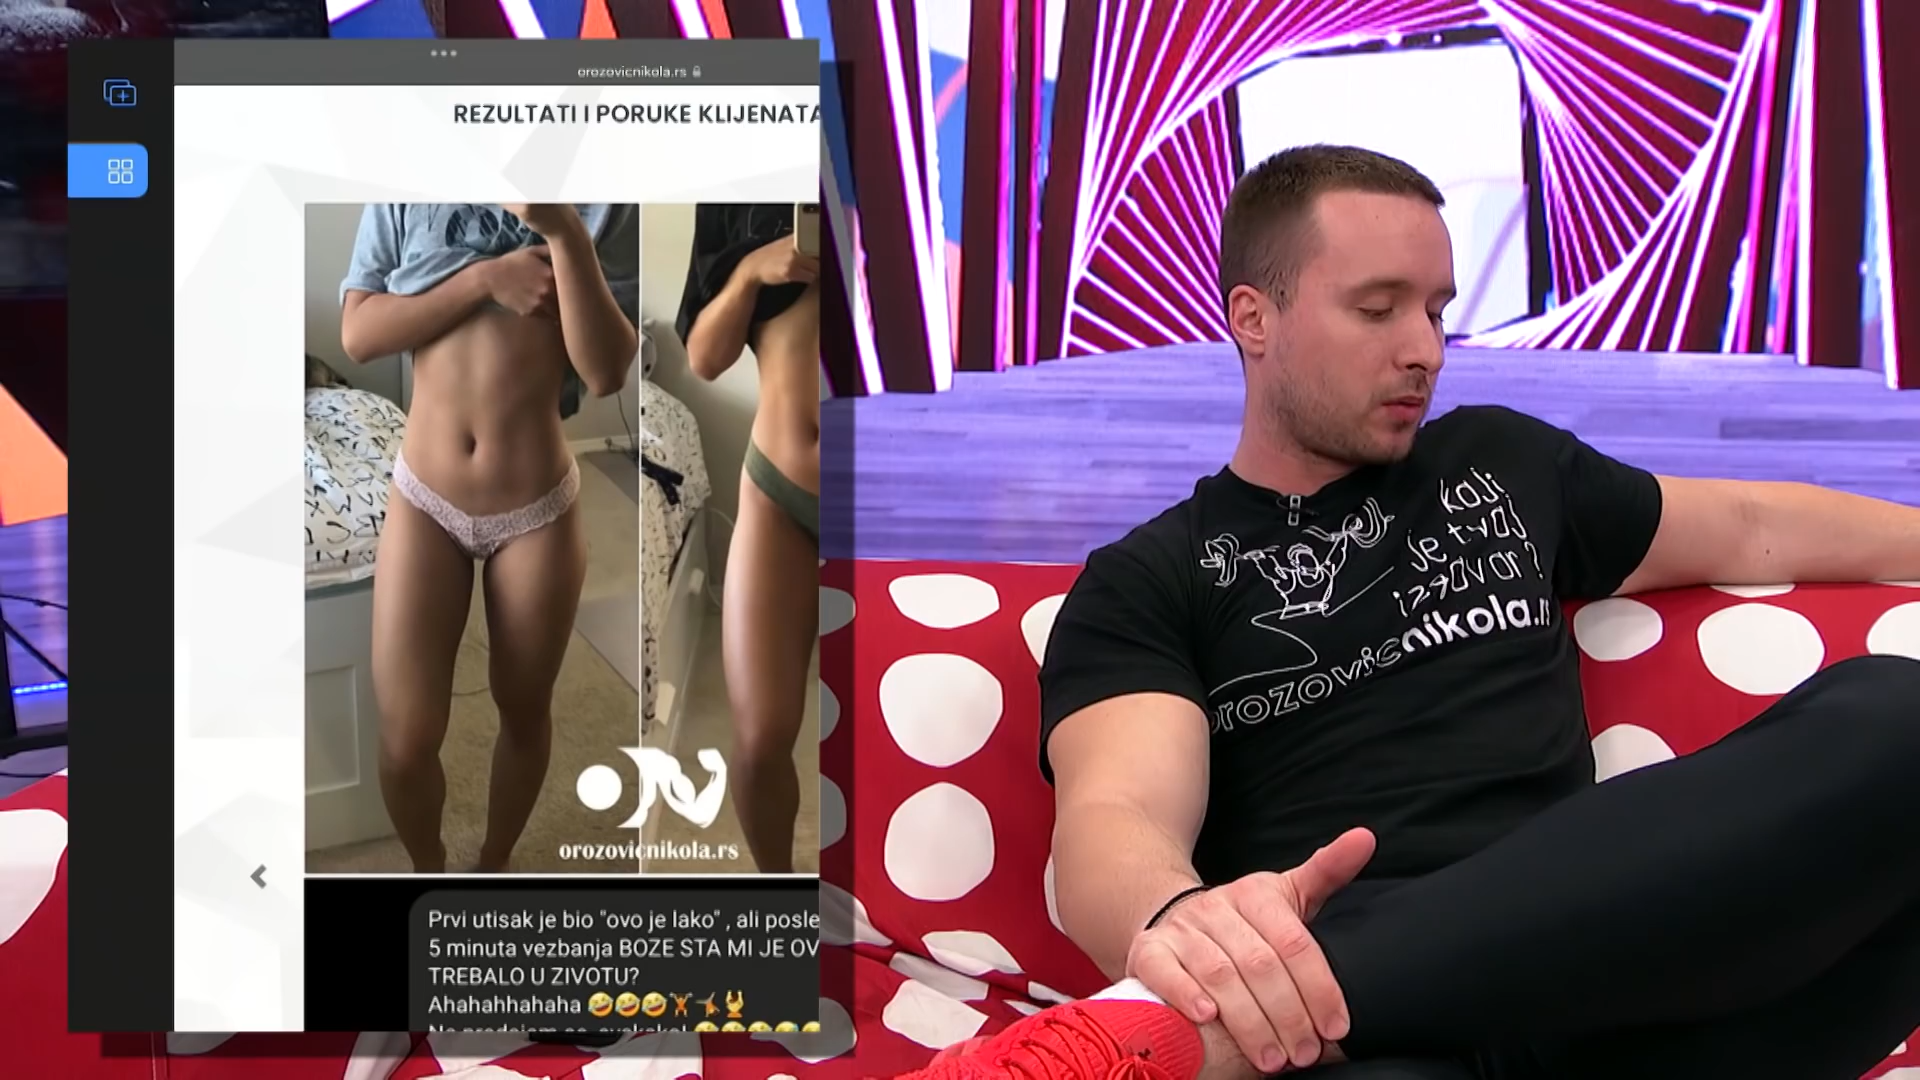 orozovicnikola.rs
REZULTATI I PORUKE KLIJENATA
orozovicnikola.rs
Prvi utisak je bio "ovo je lako" , ali posle
5 minuta vezbanja BOZE STA MI JE OV
TREBALO U ZIVOTU?
Ahahahhahaha 🤣🤣🤣
koji
je tvoj
izgovor?
orozovicnikola.rs